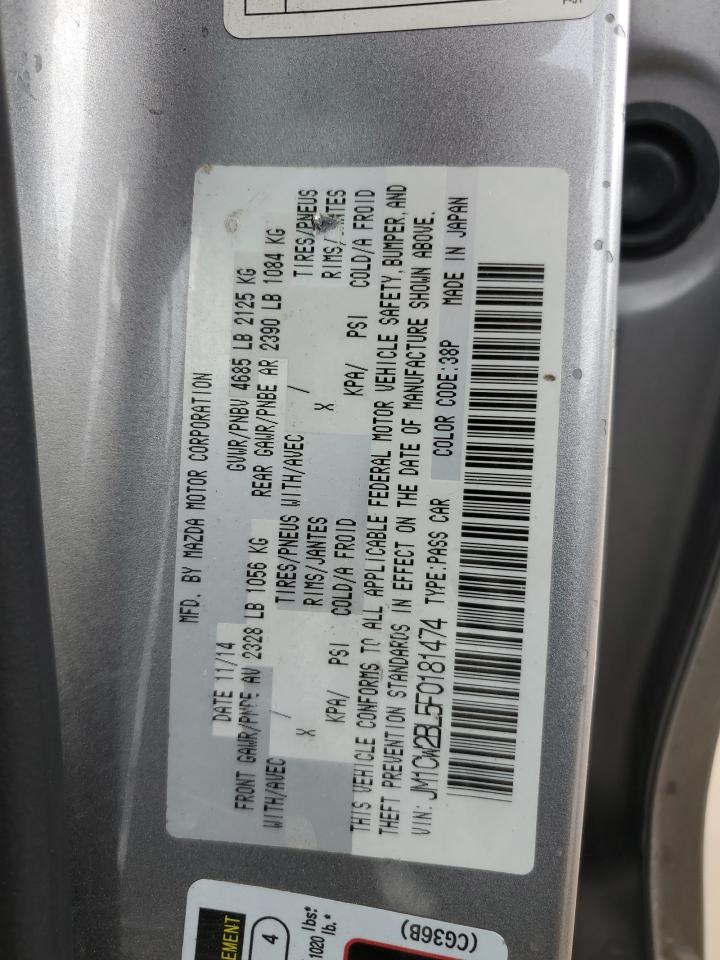 MFD. BY MAZDA MOTOR CORPORATION
DATE 11/14 GVWR/PNBV 4685 LB 2125 KG
FRONT GAWR/PNBE AV 2328 LB 1056 KG REAR GAWR/PNBE AR 2390 LB 1084 KG
WITH/AVEC / TIRES/PNEUS WITH/AVEC / TIRES/PNEUS
X RIMS/JANTES X RIMS/JANTES
KPA/ PSI COLD/A FROID KPA/ PSI COLD/A FROID
THIS VEHICLE CONFORMS TO ALL APPLICABLE FEDERAL MOTOR VEHICLE SAFETY, BUMPER, AND
THEFT PREVENTION STANDARDS IN EFFECT ON THE DATE OF MANUFACTURE SHOWN ABOVE.
VIN: JM1CW2BL5F0181474 TYPE:PASS CAR COLOR CODE:38P MADE IN JAPAN
4
lbs.*
1020 lb.*
(CG36B)